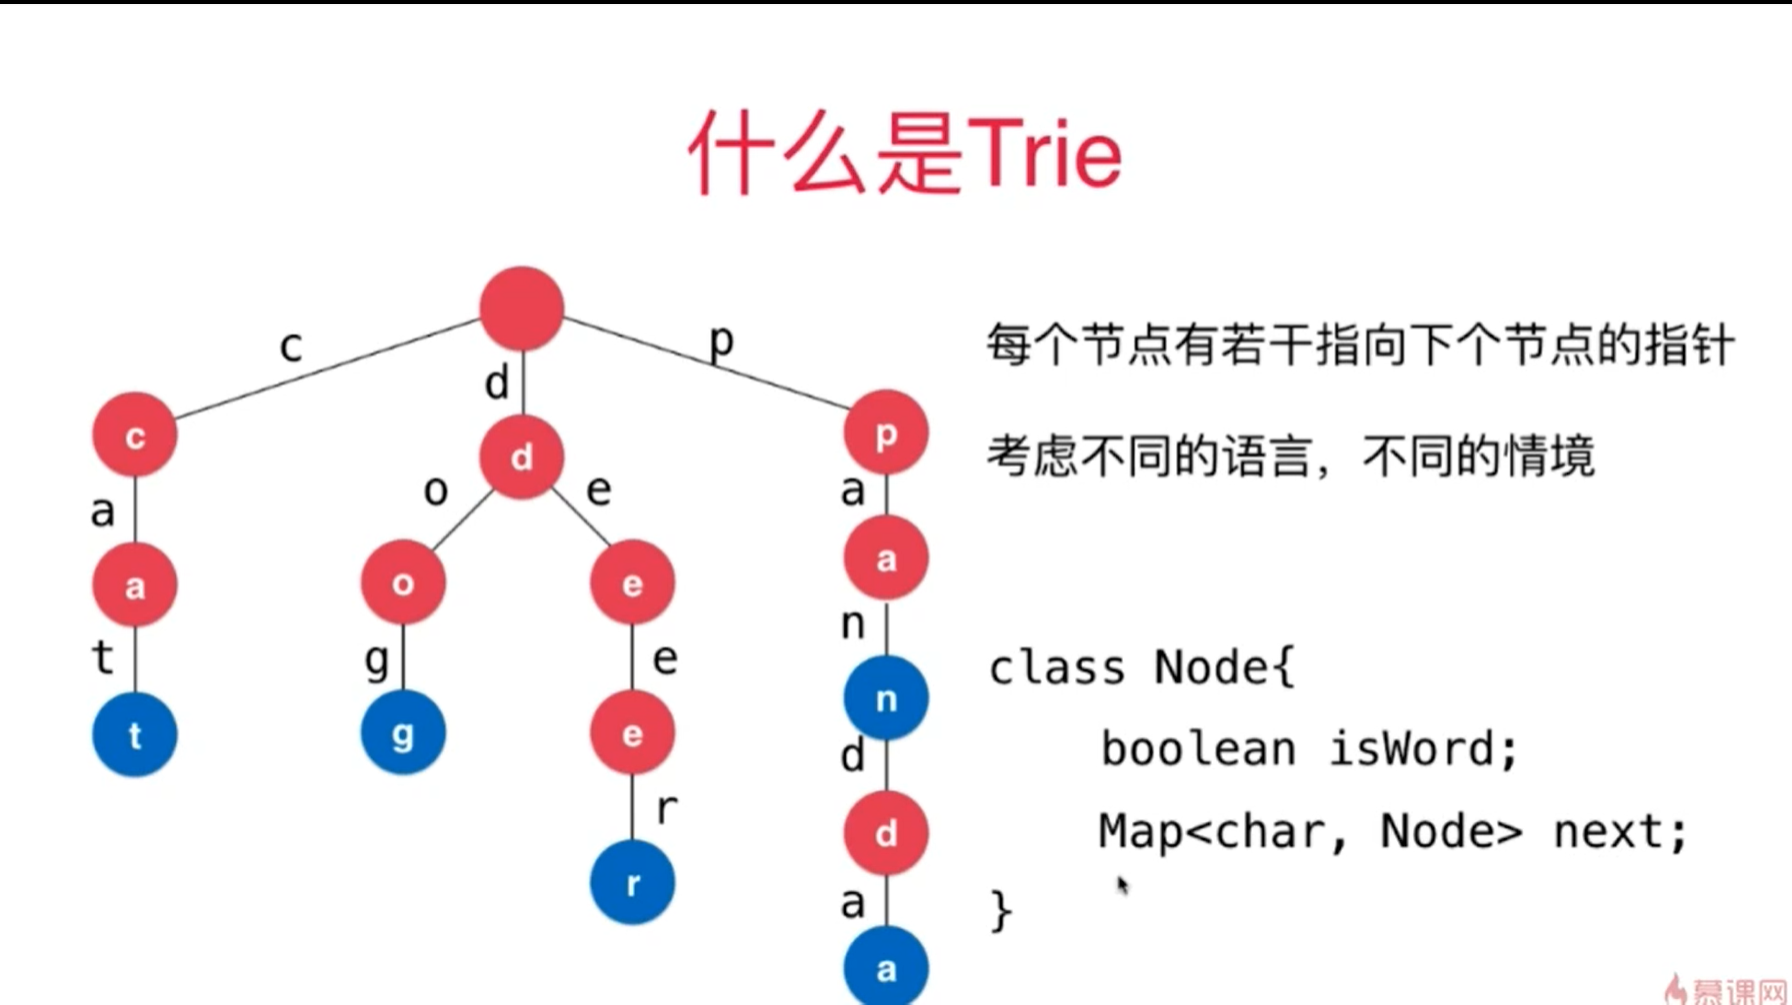 什么是Trie
c
d
p
c
d
p
a
o
e
a
a
o
e
a
t
g
e
n
t
g
e
n
r
d
r
d
a
a
每个节点有若干指向下个节点的指针
考虑不同的语言，不同的情境
class Node{
boolean isWord;
Map<char, Node> next;
}
慕课网